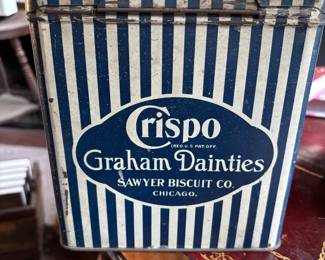 Crispo
REG. U.S. PAT. OFF.
Graham Dainties
SAWYER BISCUIT CO.
CHICAGO.